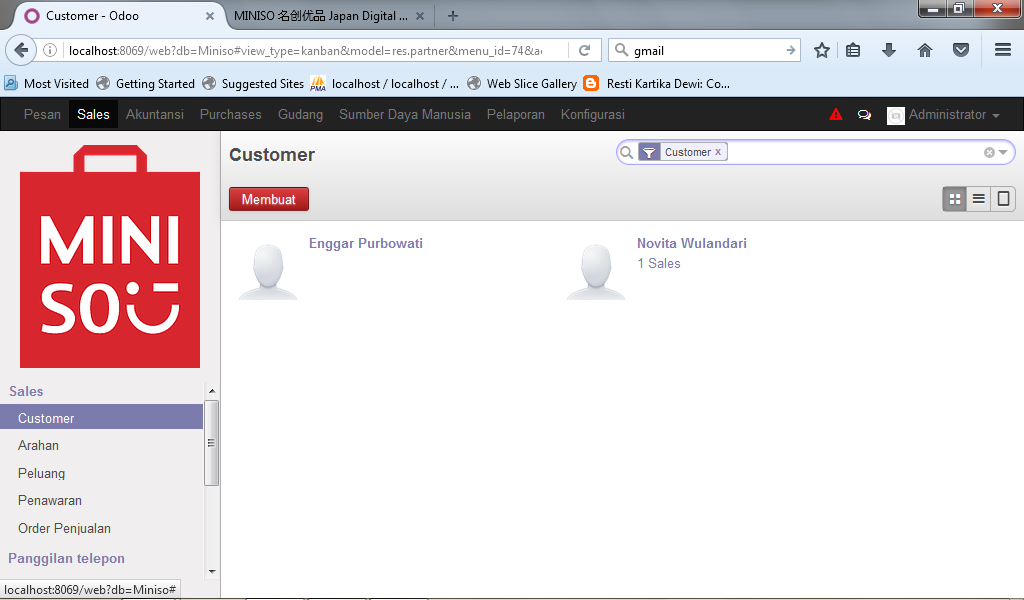 Customer - Odoo
MINISO 名创优品 Japan Digital ...
localhost:8069/web?db=Miniso#view_type=kanban&model=res.partner&menu_id=74&a
gmail
Most Visited
Getting Started
Suggested Sites
PMA
localhost / localhost / ...
Web Slice Gallery
Resti Kartika Dewi: Co...
Pesan
Sales
Akuntansi
Purchases
Gudang
Sumber Daya Manusia
Pelaporan
Konfigurasi
Administrator
MINI
SO
Customer
Customer x
Membuat
Enggar Purbowati
Novita Wulandari
1 Sales
Sales
Customer
Arahan
Peluang
Penawaran
Order Penjualan
Panggilan telepon
localhost:8069/web?db=Miniso#